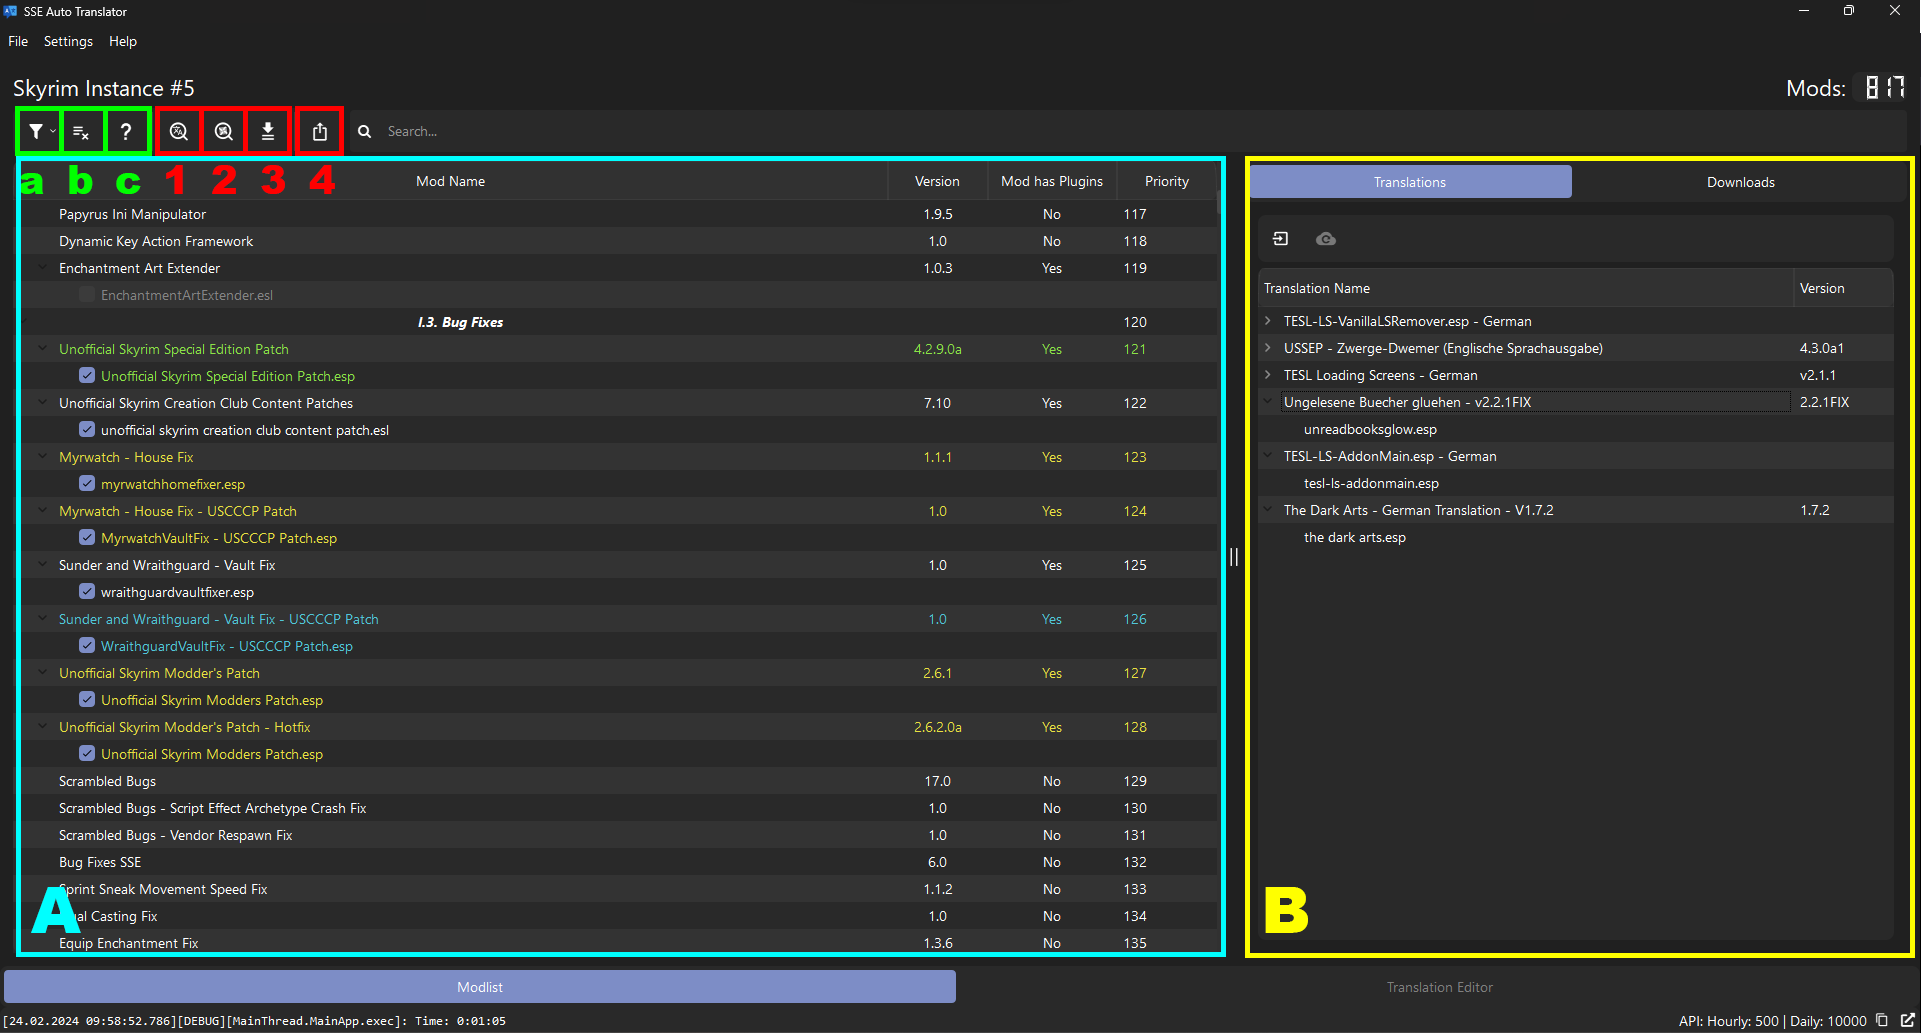 SSE Auto Translator
File Settings Help
Skyrim Instance #5
Mods: 817
?
Search...
a b c 1 2 3 4
Mod Name Version Mod has Plugins Priority
Papyrus Ini Manipulator 1.9.5 No 117
Dynamic Key Action Framework 1.0 No 118
Enchantment Art Extender 1.0.3 Yes 119
EnchantmentArtExtender.esl
I.3. Bug Fixes 120
Unofficial Skyrim Special Edition Patch 4.2.9.0a Yes 121
Unofficial Skyrim Special Edition Patch.esp
Unofficial Skyrim Creation Club Content Patches 7.10 Yes 122
unofficial skyrim creation club content patch.esl
Myrwatch - House Fix 1.1.1 Yes 123
myrwatchhomefixer.esp
Myrwatch - House Fix - USCCCP Patch 1.0 Yes 124
MyrwatchVaultFix - USCCCP Patch.esp
Sunder and Wraithguard - Vault Fix 1.0 Yes 125
wraithguardvaultfixer.esp
Sunder and Wraithguard - Vault Fix - USCCCP Patch 1.0 Yes 126
WraithguardVaultFix - USCCCP Patch.esp
Unofficial Skyrim Modder's Patch 2.6.1 Yes 127
Unofficial Skyrim Modders Patch.esp
Unofficial Skyrim Modder's Patch - Hotfix 2.6.2.0a Yes 128
Unofficial Skyrim Modders Patch.esp
Scrambled Bugs 17.0 No 129
Scrambled Bugs - Script Effect Archetype Crash Fix 1.0 No 130
Scrambled Bugs - Vendor Respawn Fix 1.0 No 131
Bug Fixes SSE 6.0 No 132
Sprint Sneak Movement Speed Fix 1.1.2 No 133
Casting Fix 1.0 No 134
Equip Enchantment Fix 1.3.6 No 135
A
Translations Downloads
Translation Name Version
TESL-LS-VanillaLSRemover.esp - German
USSEP - Zwerge-Dwemer (Englische Sprachausgabe) 4.3.0a1
TESL Loading Screens - German v2.1.1
Ungelesene Buecher gluehen - v2.2.1FIX 2.2.1FIX
unreadbooksglow.esp
TESL-LS-AddonMain.esp - German
tesl-ls-addonmain.esp
The Dark Arts - German Translation - V1.7.2 1.7.2
the dark arts.esp
B
Modlist Translation Editor
[24.02.2024 09:58:52.786][DEBUG][MainThread.MainApp.exec]: Time: 0:01:05
API: Hourly: 500 | Daily: 10000